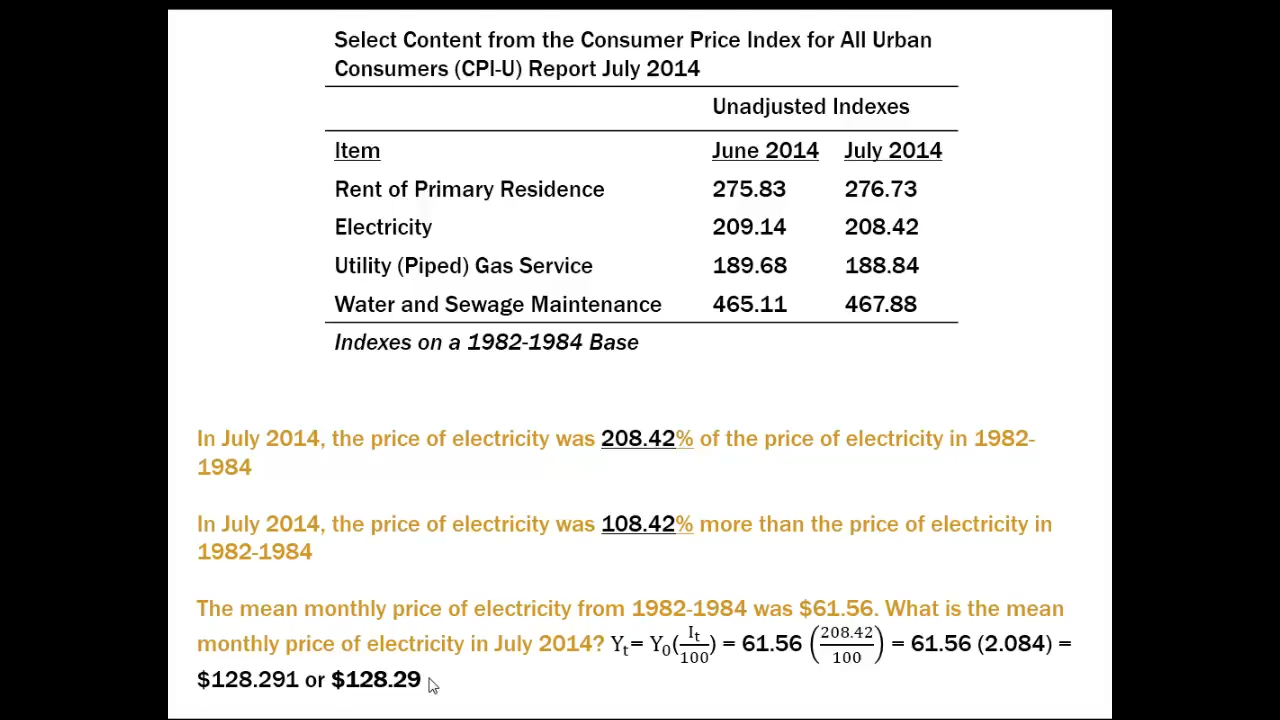 Select Content from the Consumer Price Index for All Urban
Consumers (CPI-U) Report July 2014
Unadjusted Indexes
Item June 2014 July 2014
Rent of Primary Residence 275.83 276.73
Electricity 209.14 208.42
Utility (Piped) Gas Service 189.68 188.84
Water and Sewage Maintenance 465.11 467.88
Indexes on a 1982-1984 Base
In July 2014, the price of electricity was 208.42% of the price of electricity in 1982-
1984
In July 2014, the price of electricity was 108.42% more than the price of electricity in
1982-1984
The mean monthly price of electricity from 1982-1984 was $61.56. What is the mean
monthly price of electricity in July 2014? Yₜ= Y₀(Iₜ/100) = 61.56 (208.42/100) = 61.56 (2.084) =
$128.291 or $128.29